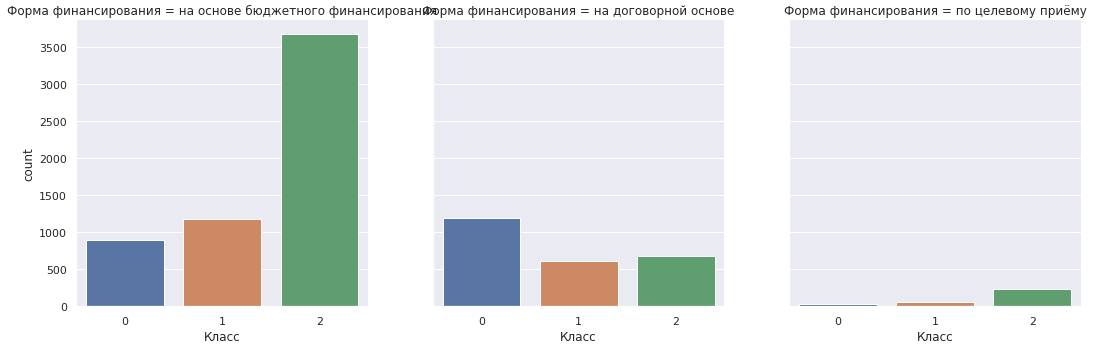 Форма финансирования = на основе бюджетного финансирования
Форма финансирования = на договорной основе
Форма финансирования = по целевому приёму
count
3500
3000
2500
2000
1500
1000
500
0
0 1 2
Класс
0 1 2
Класс
0 1 2
Класс